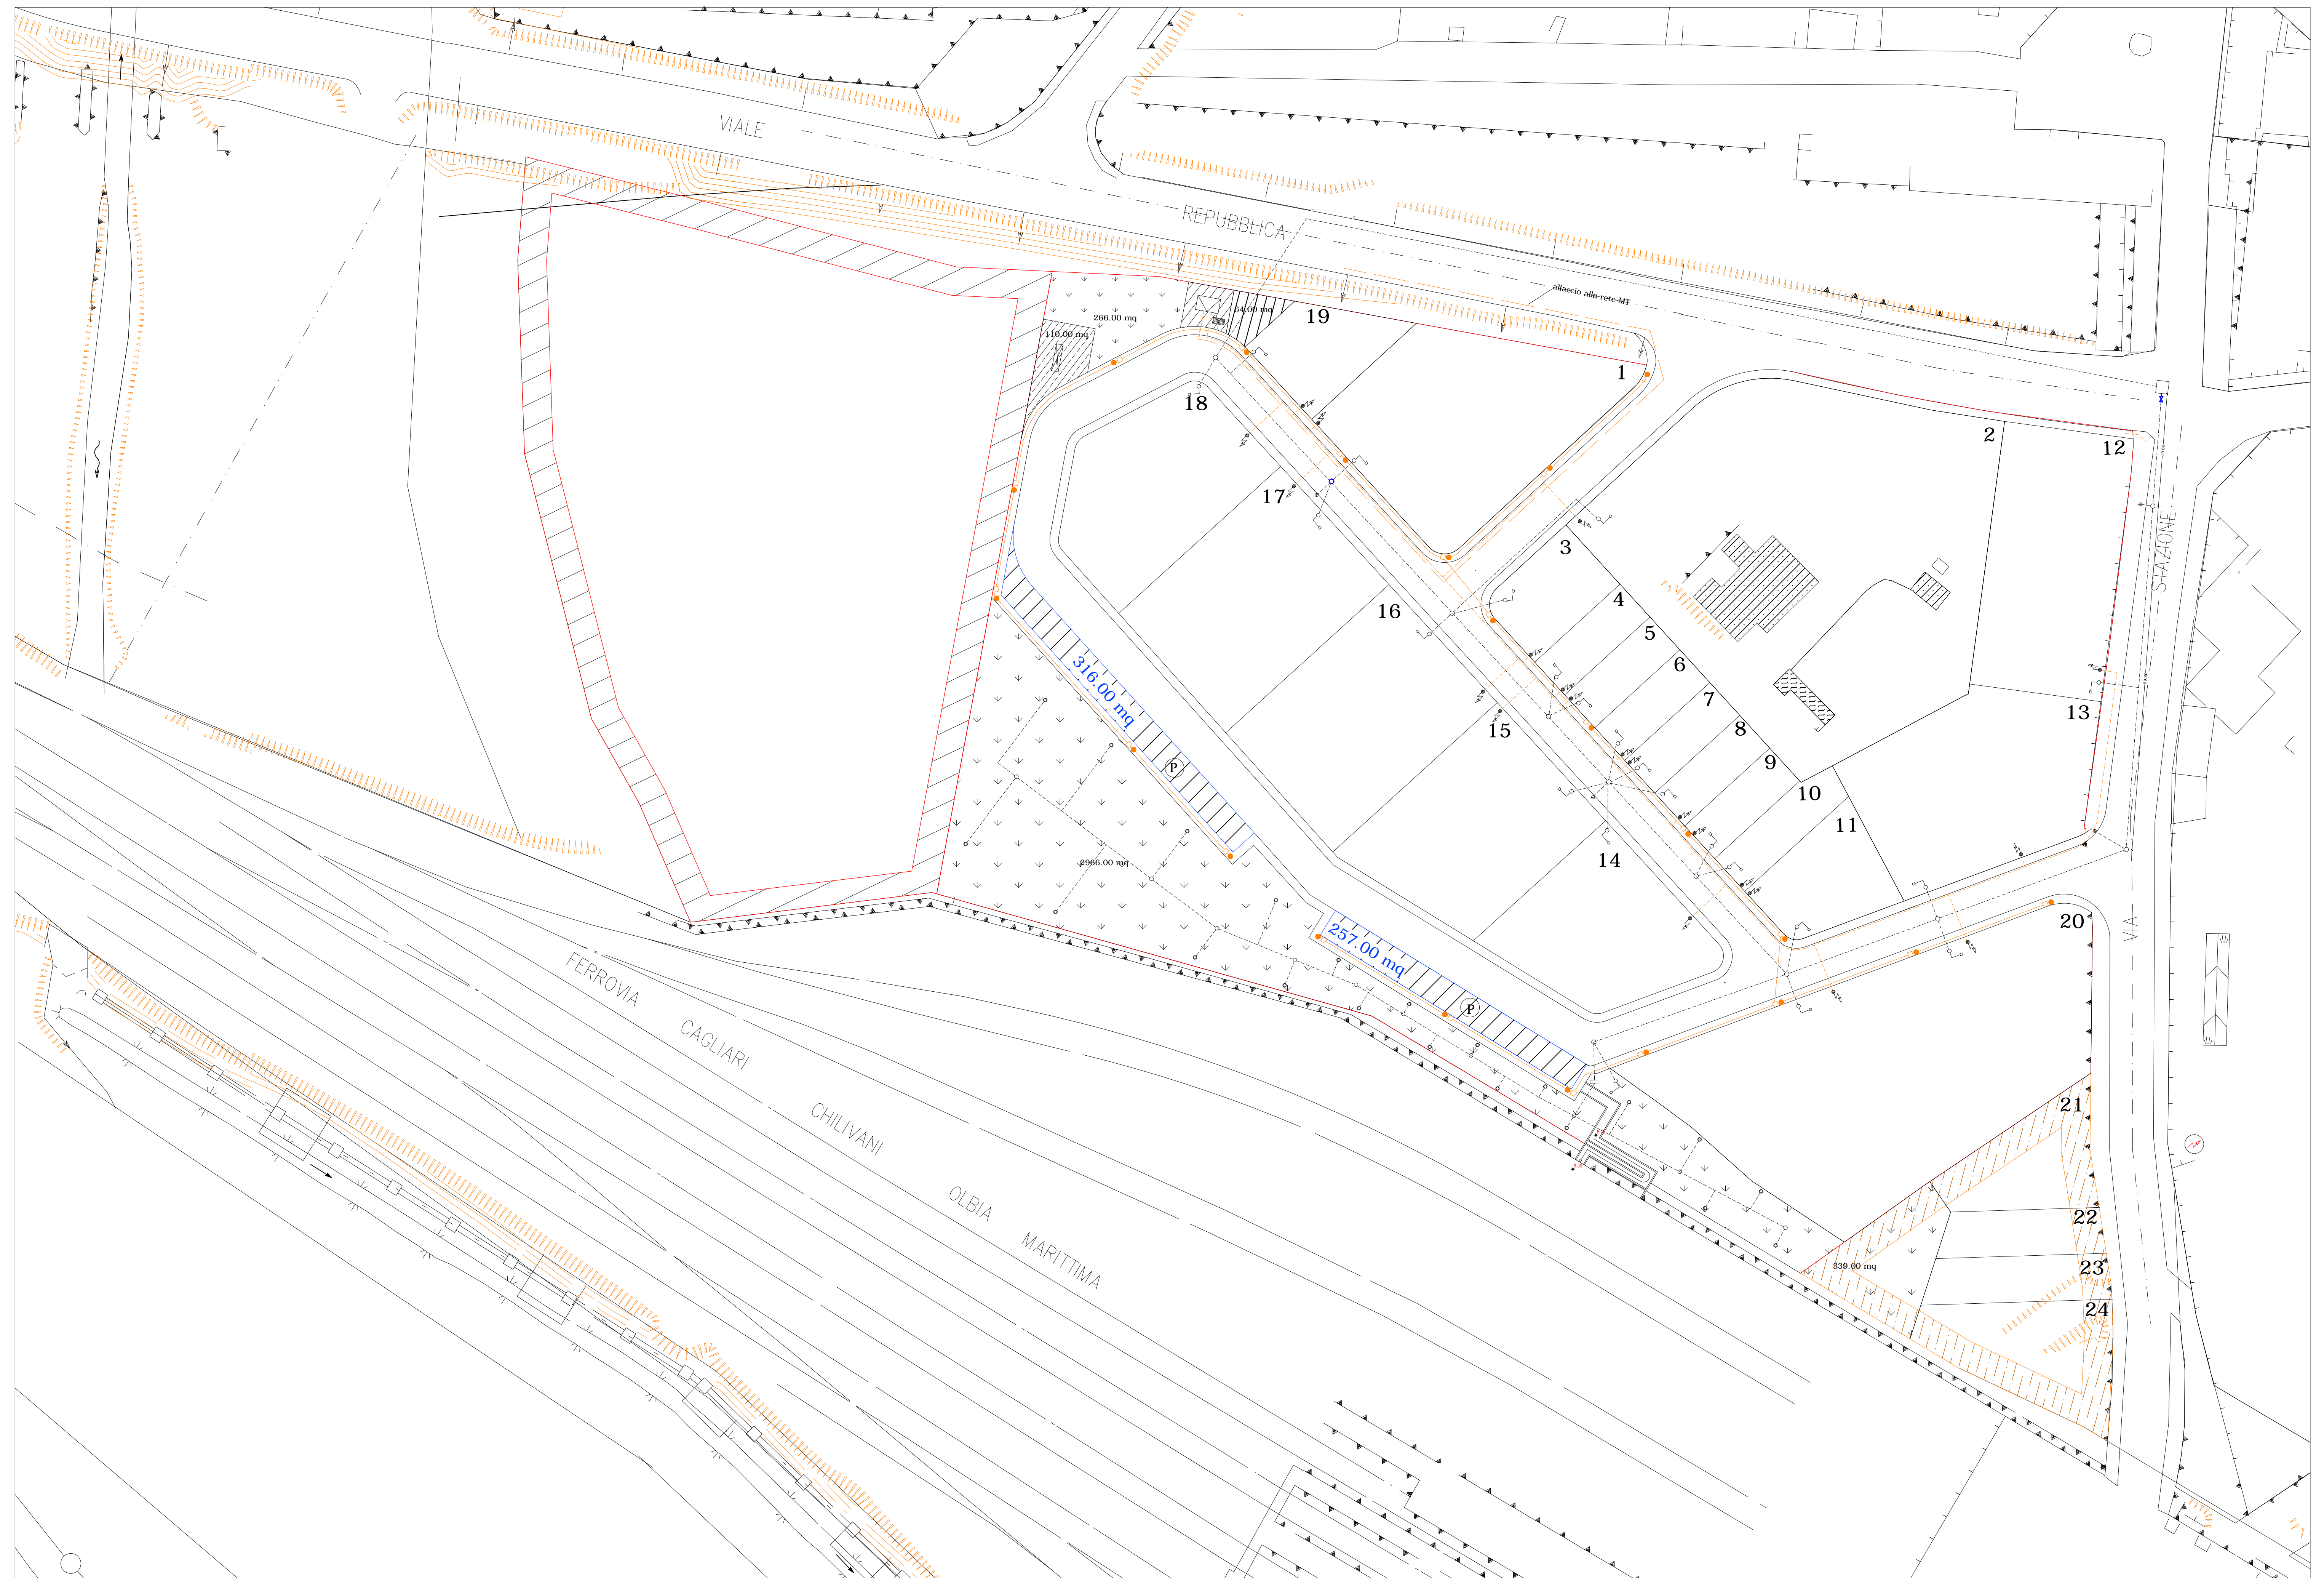 VIALE
REPUBBLICA
allaccio alla rete MT
266.00 mq
34.00 mq
19
110.00 mq
1
18
2
12
17
STAZIONE
3
16
4
5
6
316.00 mq
7
13
15
8
9
P
10
11
14
2986.00 mq
20
VIA
257.00 mq
P
FERROVIA
CAGLIARI
CHILIVANI
OLBIA
MARITTIMA
21
22
339.00 mq
23
24